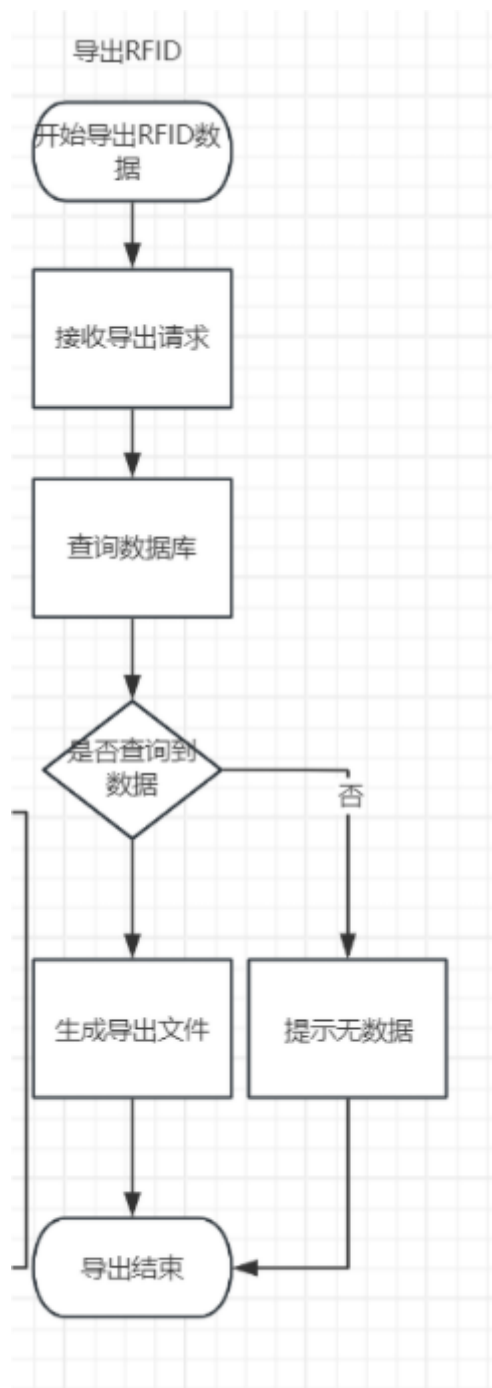 导出RFID
开始导出RFID数
据
接收导出请求
查询数据库
是否查询到
数据
否
生成导出文件
提示无数据
导出结束